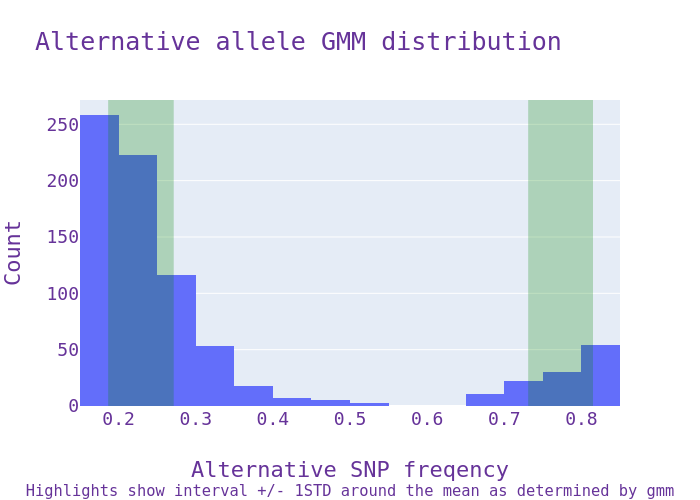 Alternative allele GMM distribution
250
200
150
100
50
0
Count
0.2 0.3 0.4 0.5 0.6 0.7 0.8
Alternative SNP freqency
Highlights show interval +/- 1STD around the mean as determined by gmm